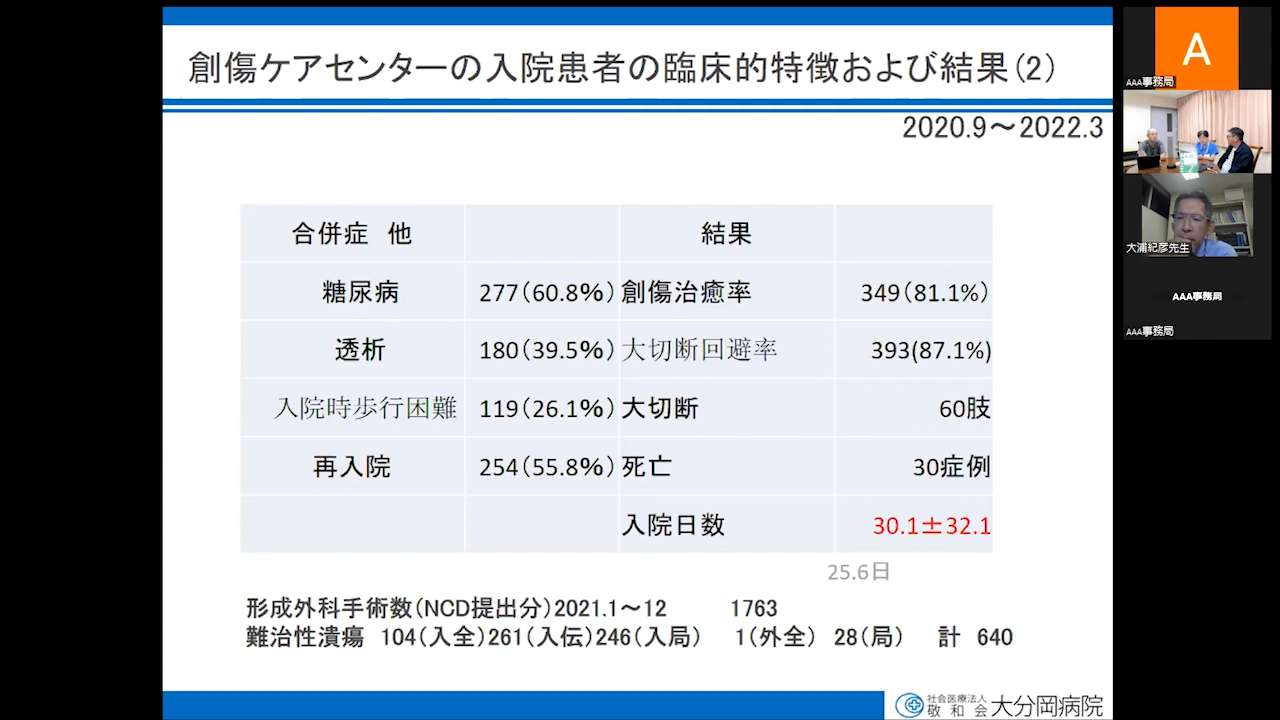 創傷ケアセンターの入院患者の臨床的特徴および結果(2)
2020.9～2022.3
合併症 他 結果
糖尿病 277(60.8%) 創傷治癒率 349(81.1%)
透析 180(39.5%) 大切断回避率 393(87.1%)
入院時歩行困難 119(26.1%) 大切断 60肢
再入院 254(55.8%) 死亡 30症例
入院日数 30.1±32.1
25.6日
形成外科手術数(NCD提出分)2021.1～12 1763
難治性潰瘍 104(入全)261(入伝)246(入局) 1(外全) 28(局) 計 640
社会医療法人
敬和会 大分岡病院
A
AAA事務局
大浦紀彦先生
AAA事務局
AAA事務局